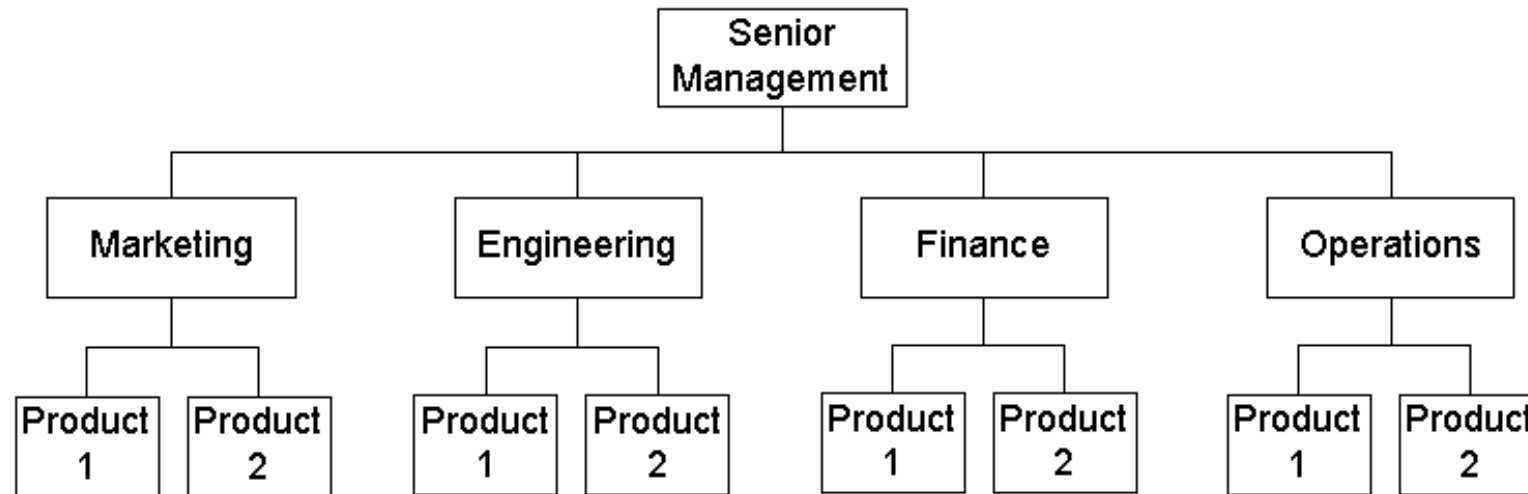 Senior
Management
Marketing
Engineering
Finance
Operations
Product
1
Product
2
Product
1
Product
2
Product
1
Product
2
Product
1
Product
2